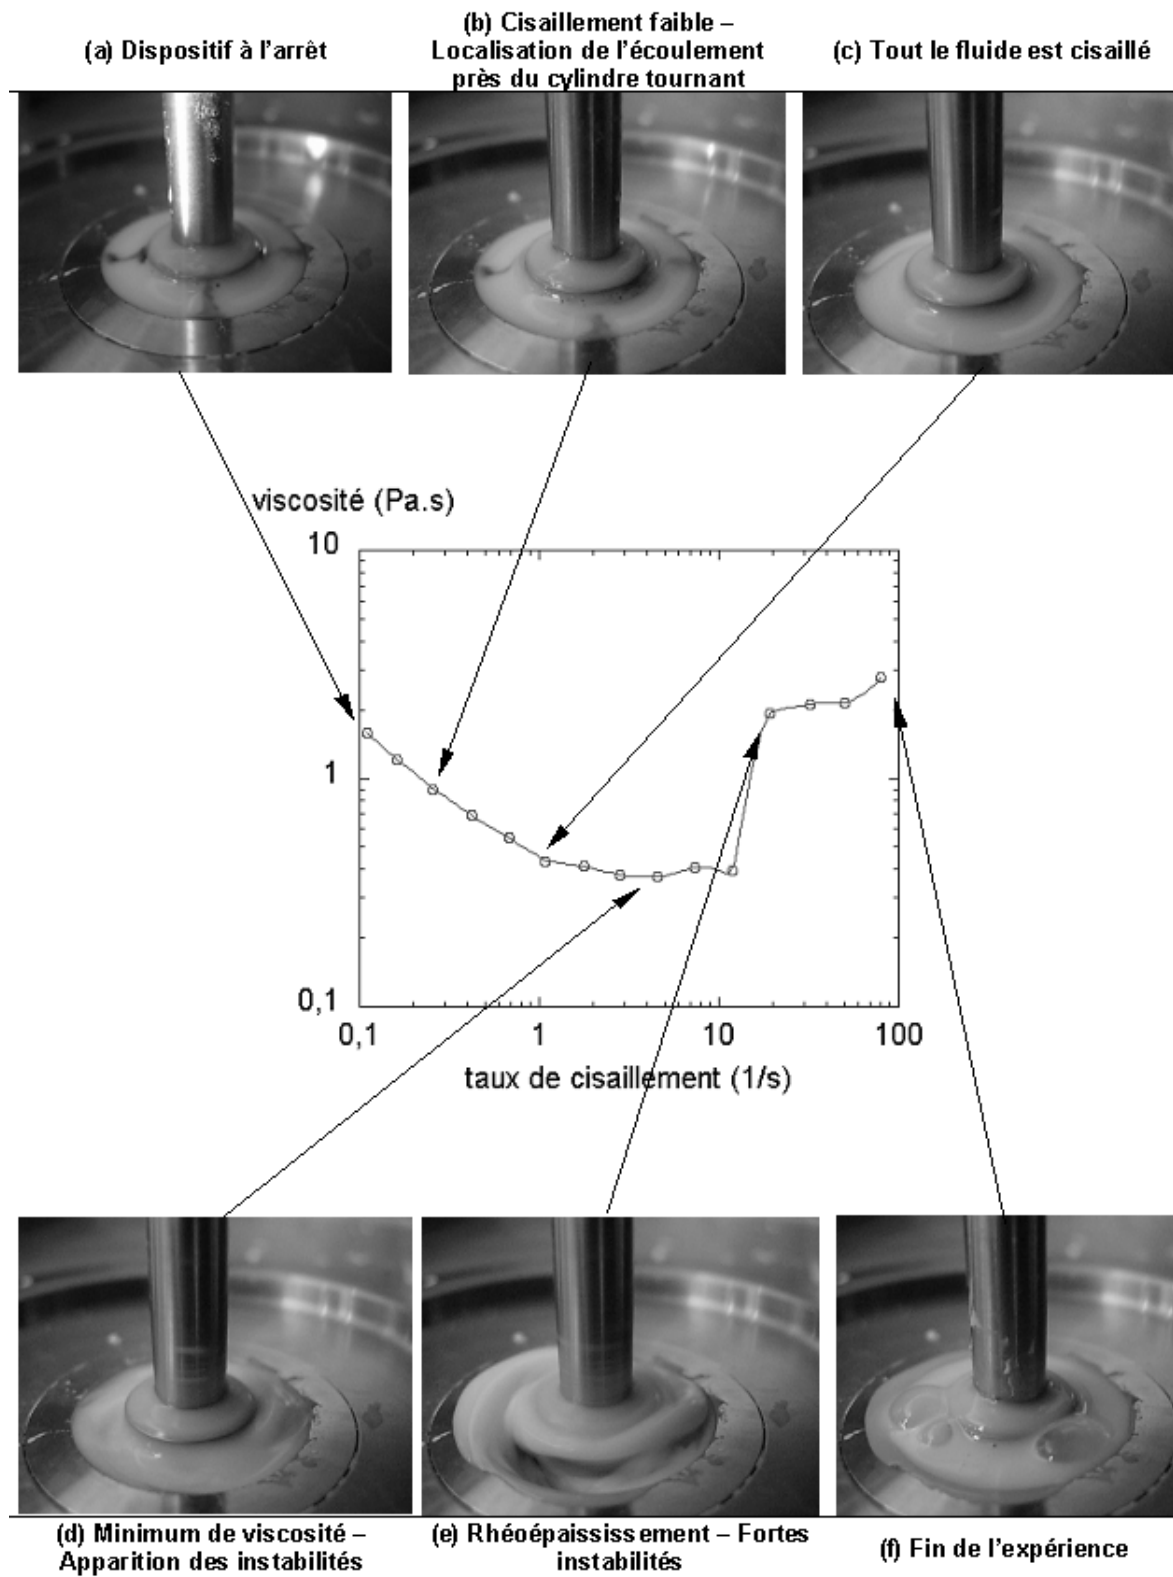 (a) Dispositif à l'arrêt
(b) Cisaillement faible –
Localisation de l'écoulement
près du cylindre tournant
(c) Tout le fluide est cisaillé
viscosité (Pa.s)
10
1
0,1
0,1 1 10 100
taux de cisaillement (1/s)
(d) Minimum de viscosité –
Apparition des instabilités
(e) Rhéoépaississement – Fortes
instabilités
(f) Fin de l'expérience